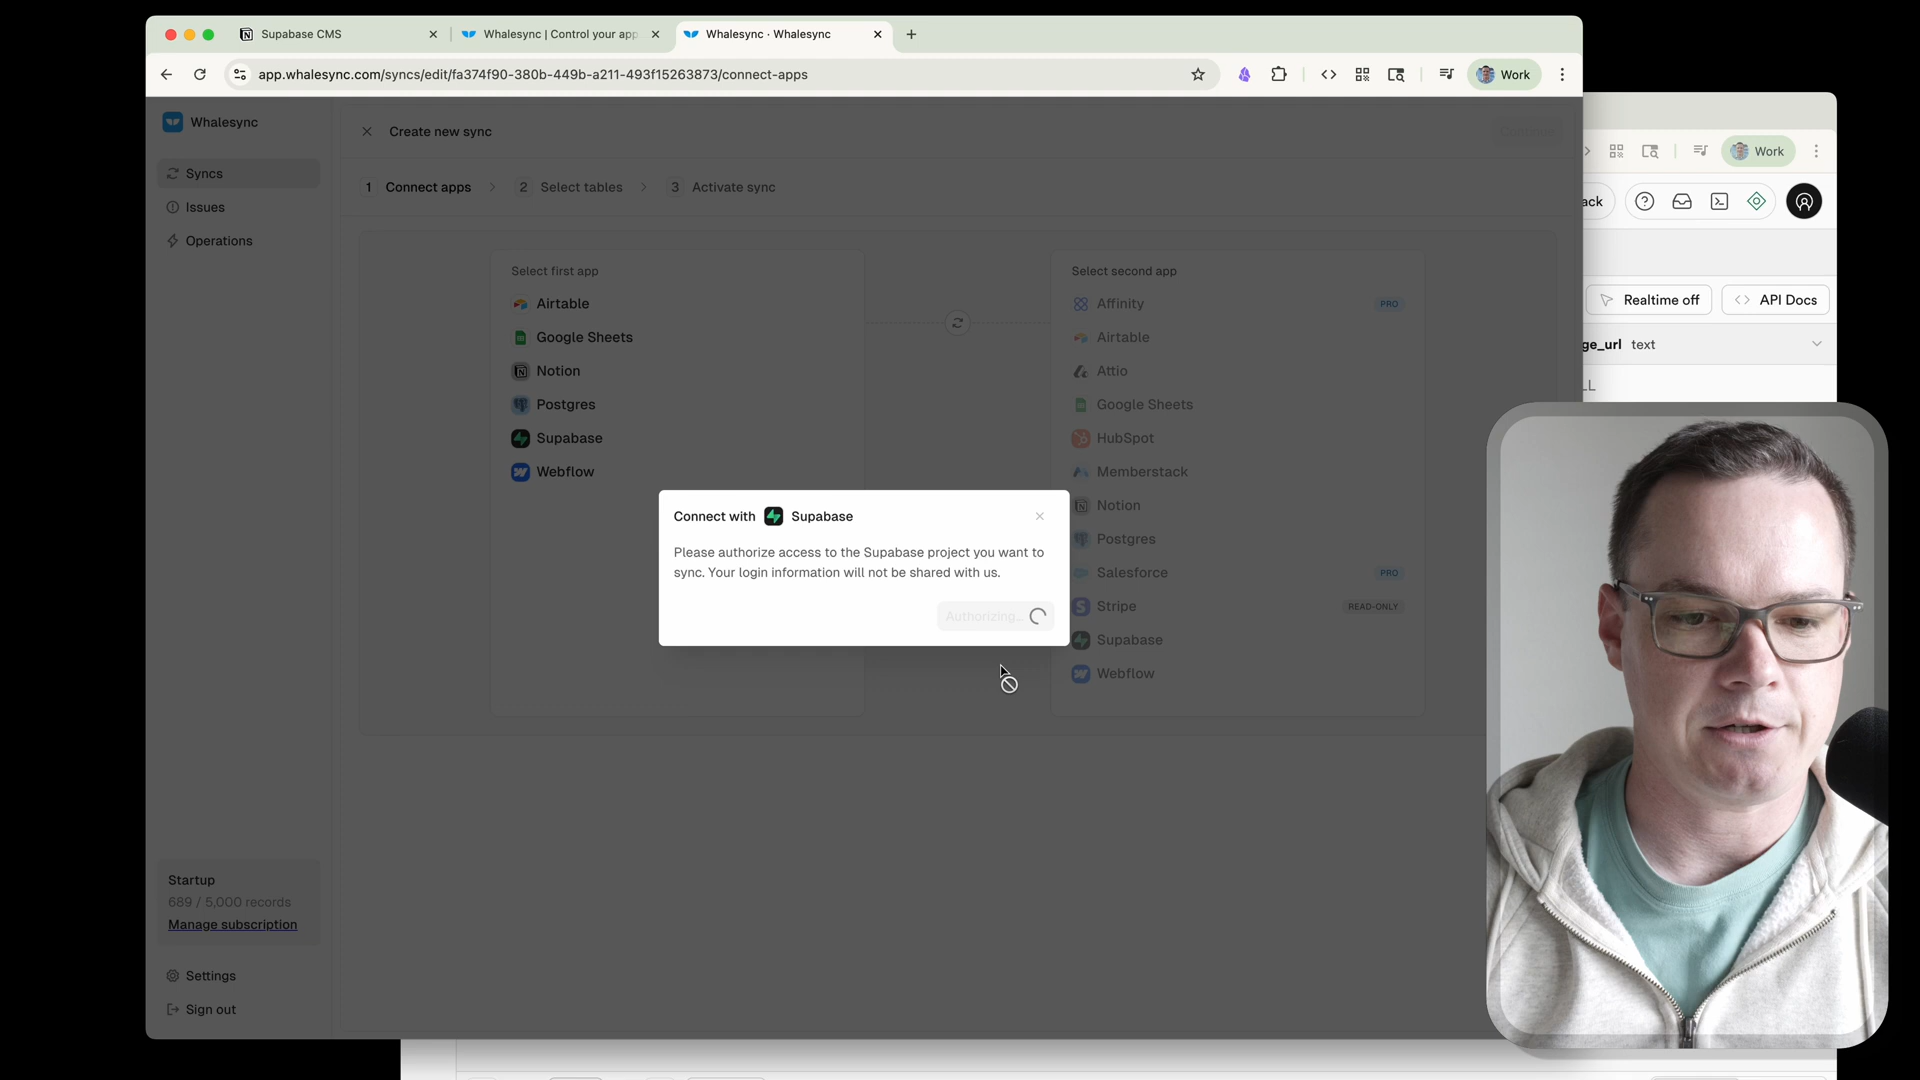 Supabase CMS
Whalesync | Control your app
Whalesync · Whalesync
app.whalesync.com/syncs/edit/fa374f90-380b-449b-a211-493f15263873/connect-apps
Work
Whalesync
Syncs
Issues
Operations
Create new sync
Continue
1 Connect apps
2 Select tables
3 Activate sync
Select first app
Airtable
Google Sheets
Notion
Postgres
Supabase
Webflow
Select second app
Affinity PRO
Airtable
Attio
Google Sheets
HubSpot
Memberstack
Notion
Postgres
Salesforce PRO
Stripe READ-ONLY
Supabase
Webflow
Connect with Supabase
Please authorize access to the Supabase project you want to
sync. Your login information will not be shared with us.
Authorizing...
Startup
689 / 5,000 records
Manage subscription
Settings
Sign out
Work
ack
Realtime off
API Docs
ge_url text
LL